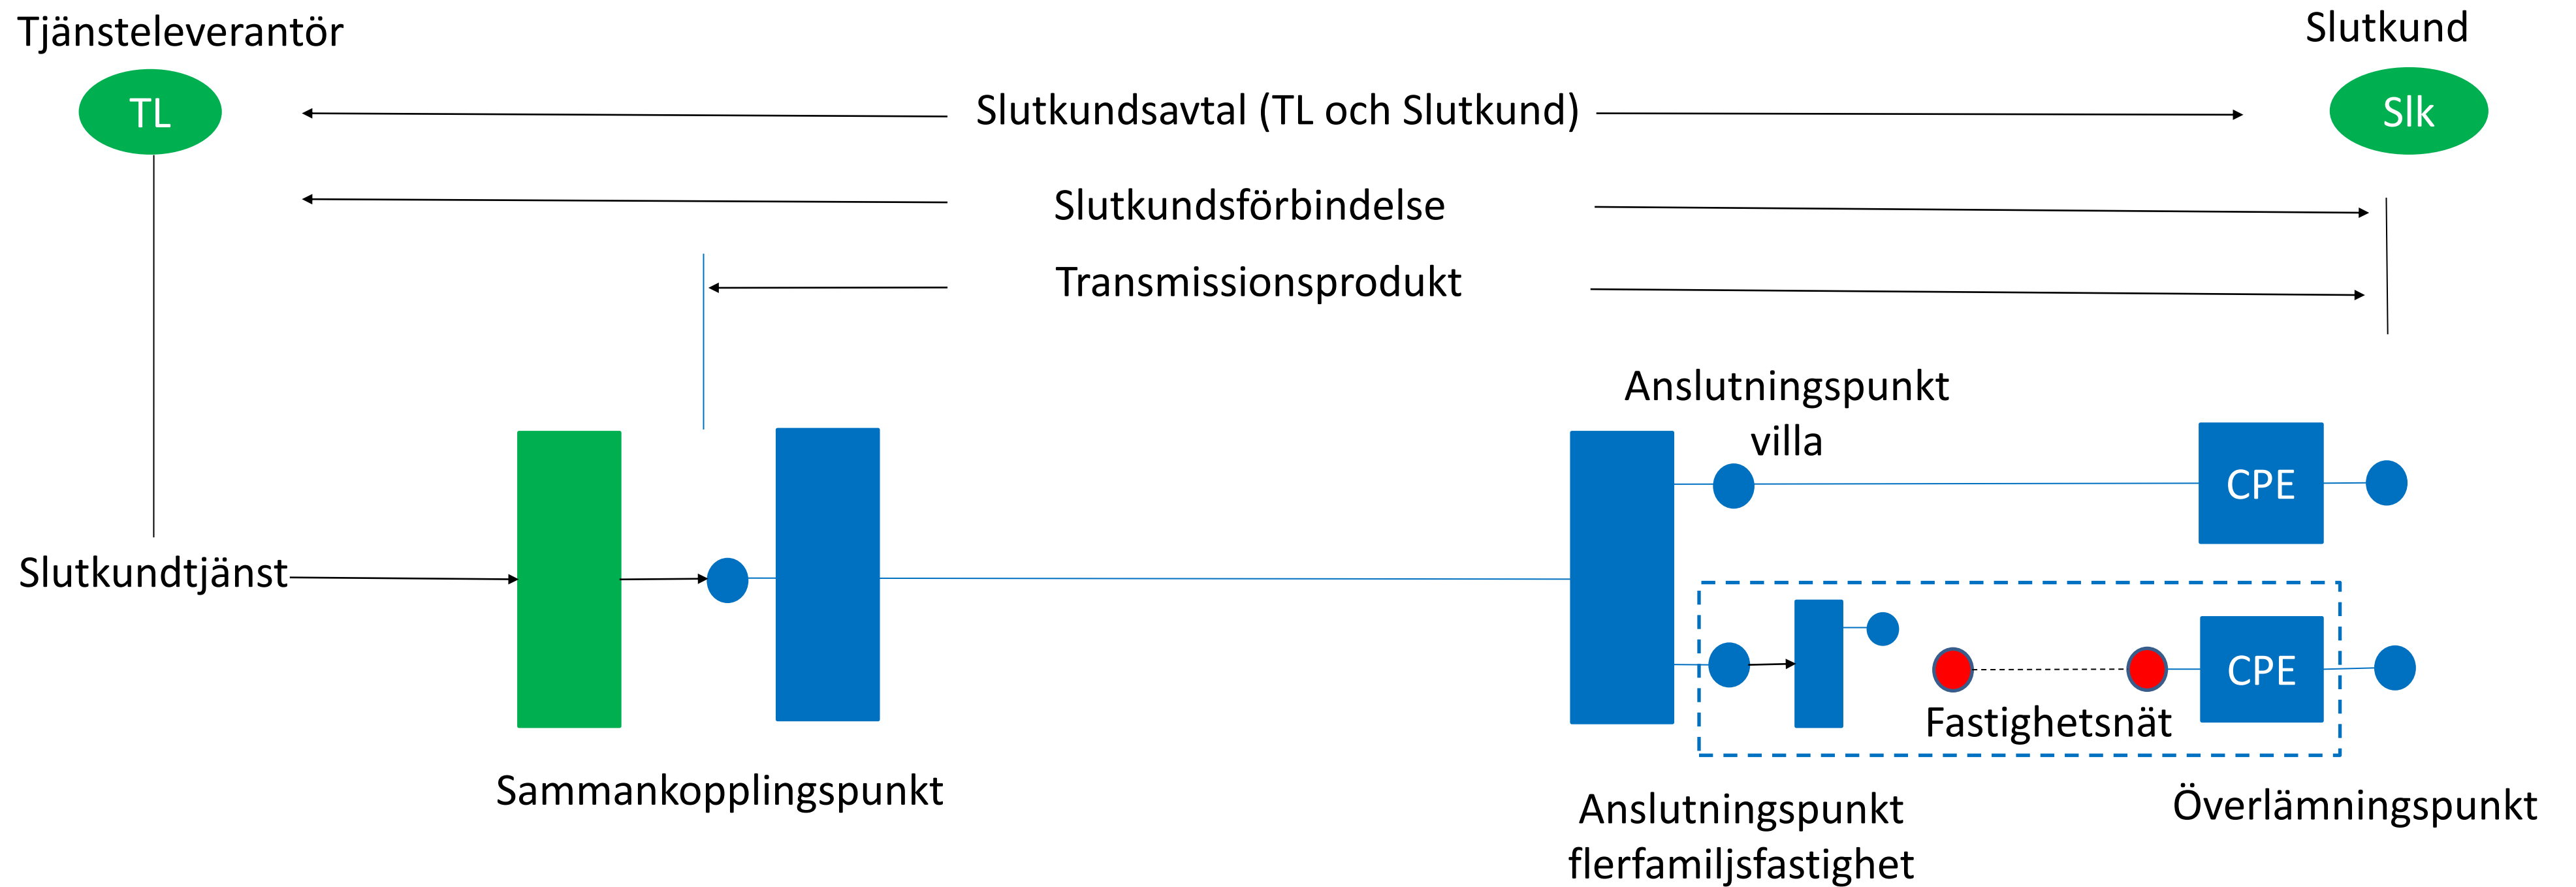 Tjänsteleverantör
Slutkund
TL
Slutkundsavtal (TL och Slutkund)
Slk
Slutkundsförbindelse
Transmissionsprodukt
Anslutningspunkt
villa
CPE
Slutkundtjänst
CPE
Fastighetsnät
Sammankopplingspunkt
Anslutningspunkt
flerfamiljsfastighet
Överlämningspunkt